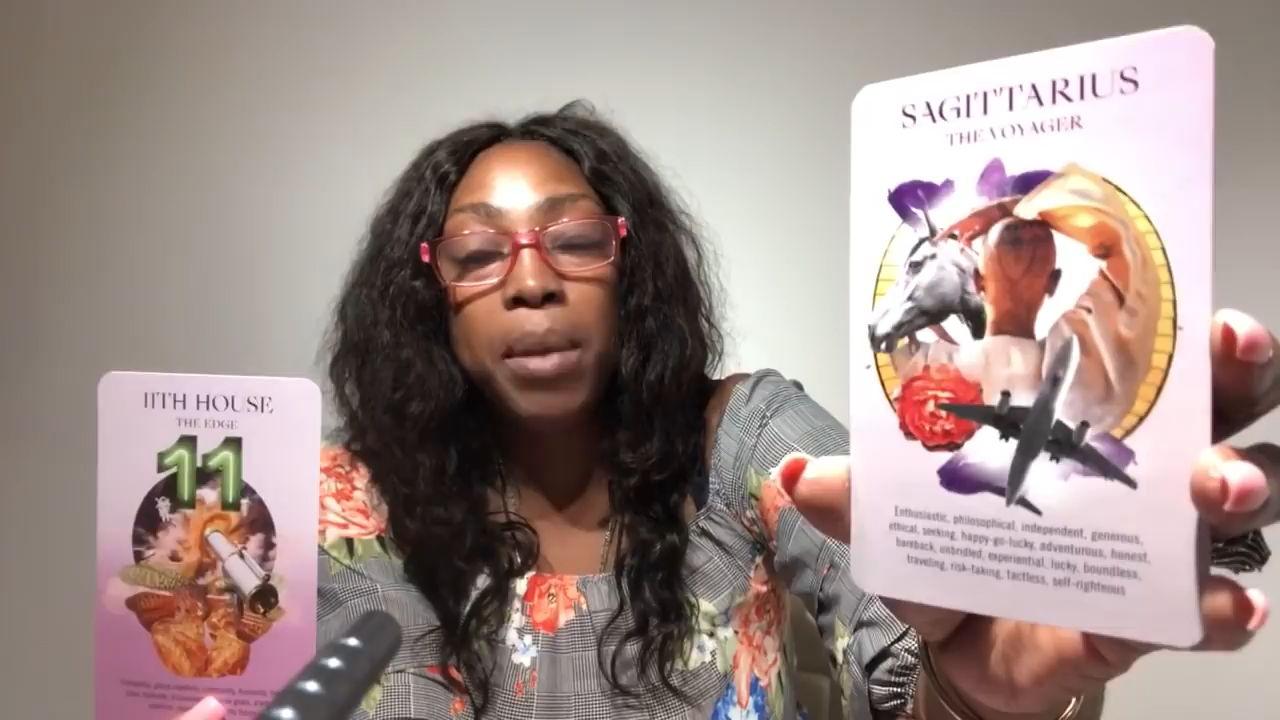 11TH HOUSE
THE EDGE
11
SAGITTARIUS
THE VOYAGER
Enthusiastic, philosophical, independent, generous,
ethical, seeking, happy-go-lucky, adventurous, honest,
bareback, unbridled, experiential, lucky, boundless,
traveling, risk-taking, tactless, self-righteous